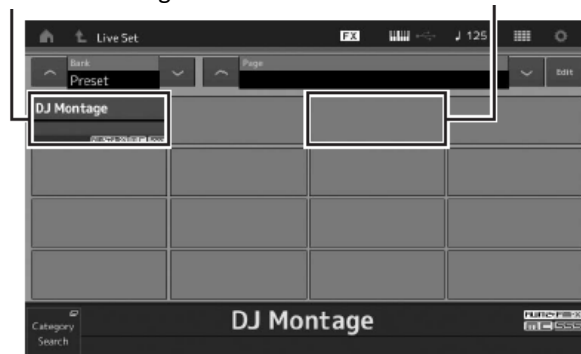 Live Set
FX
125
Bank
Preset
Page
Edit
DJ Montage
Category
Search
DJ Montage